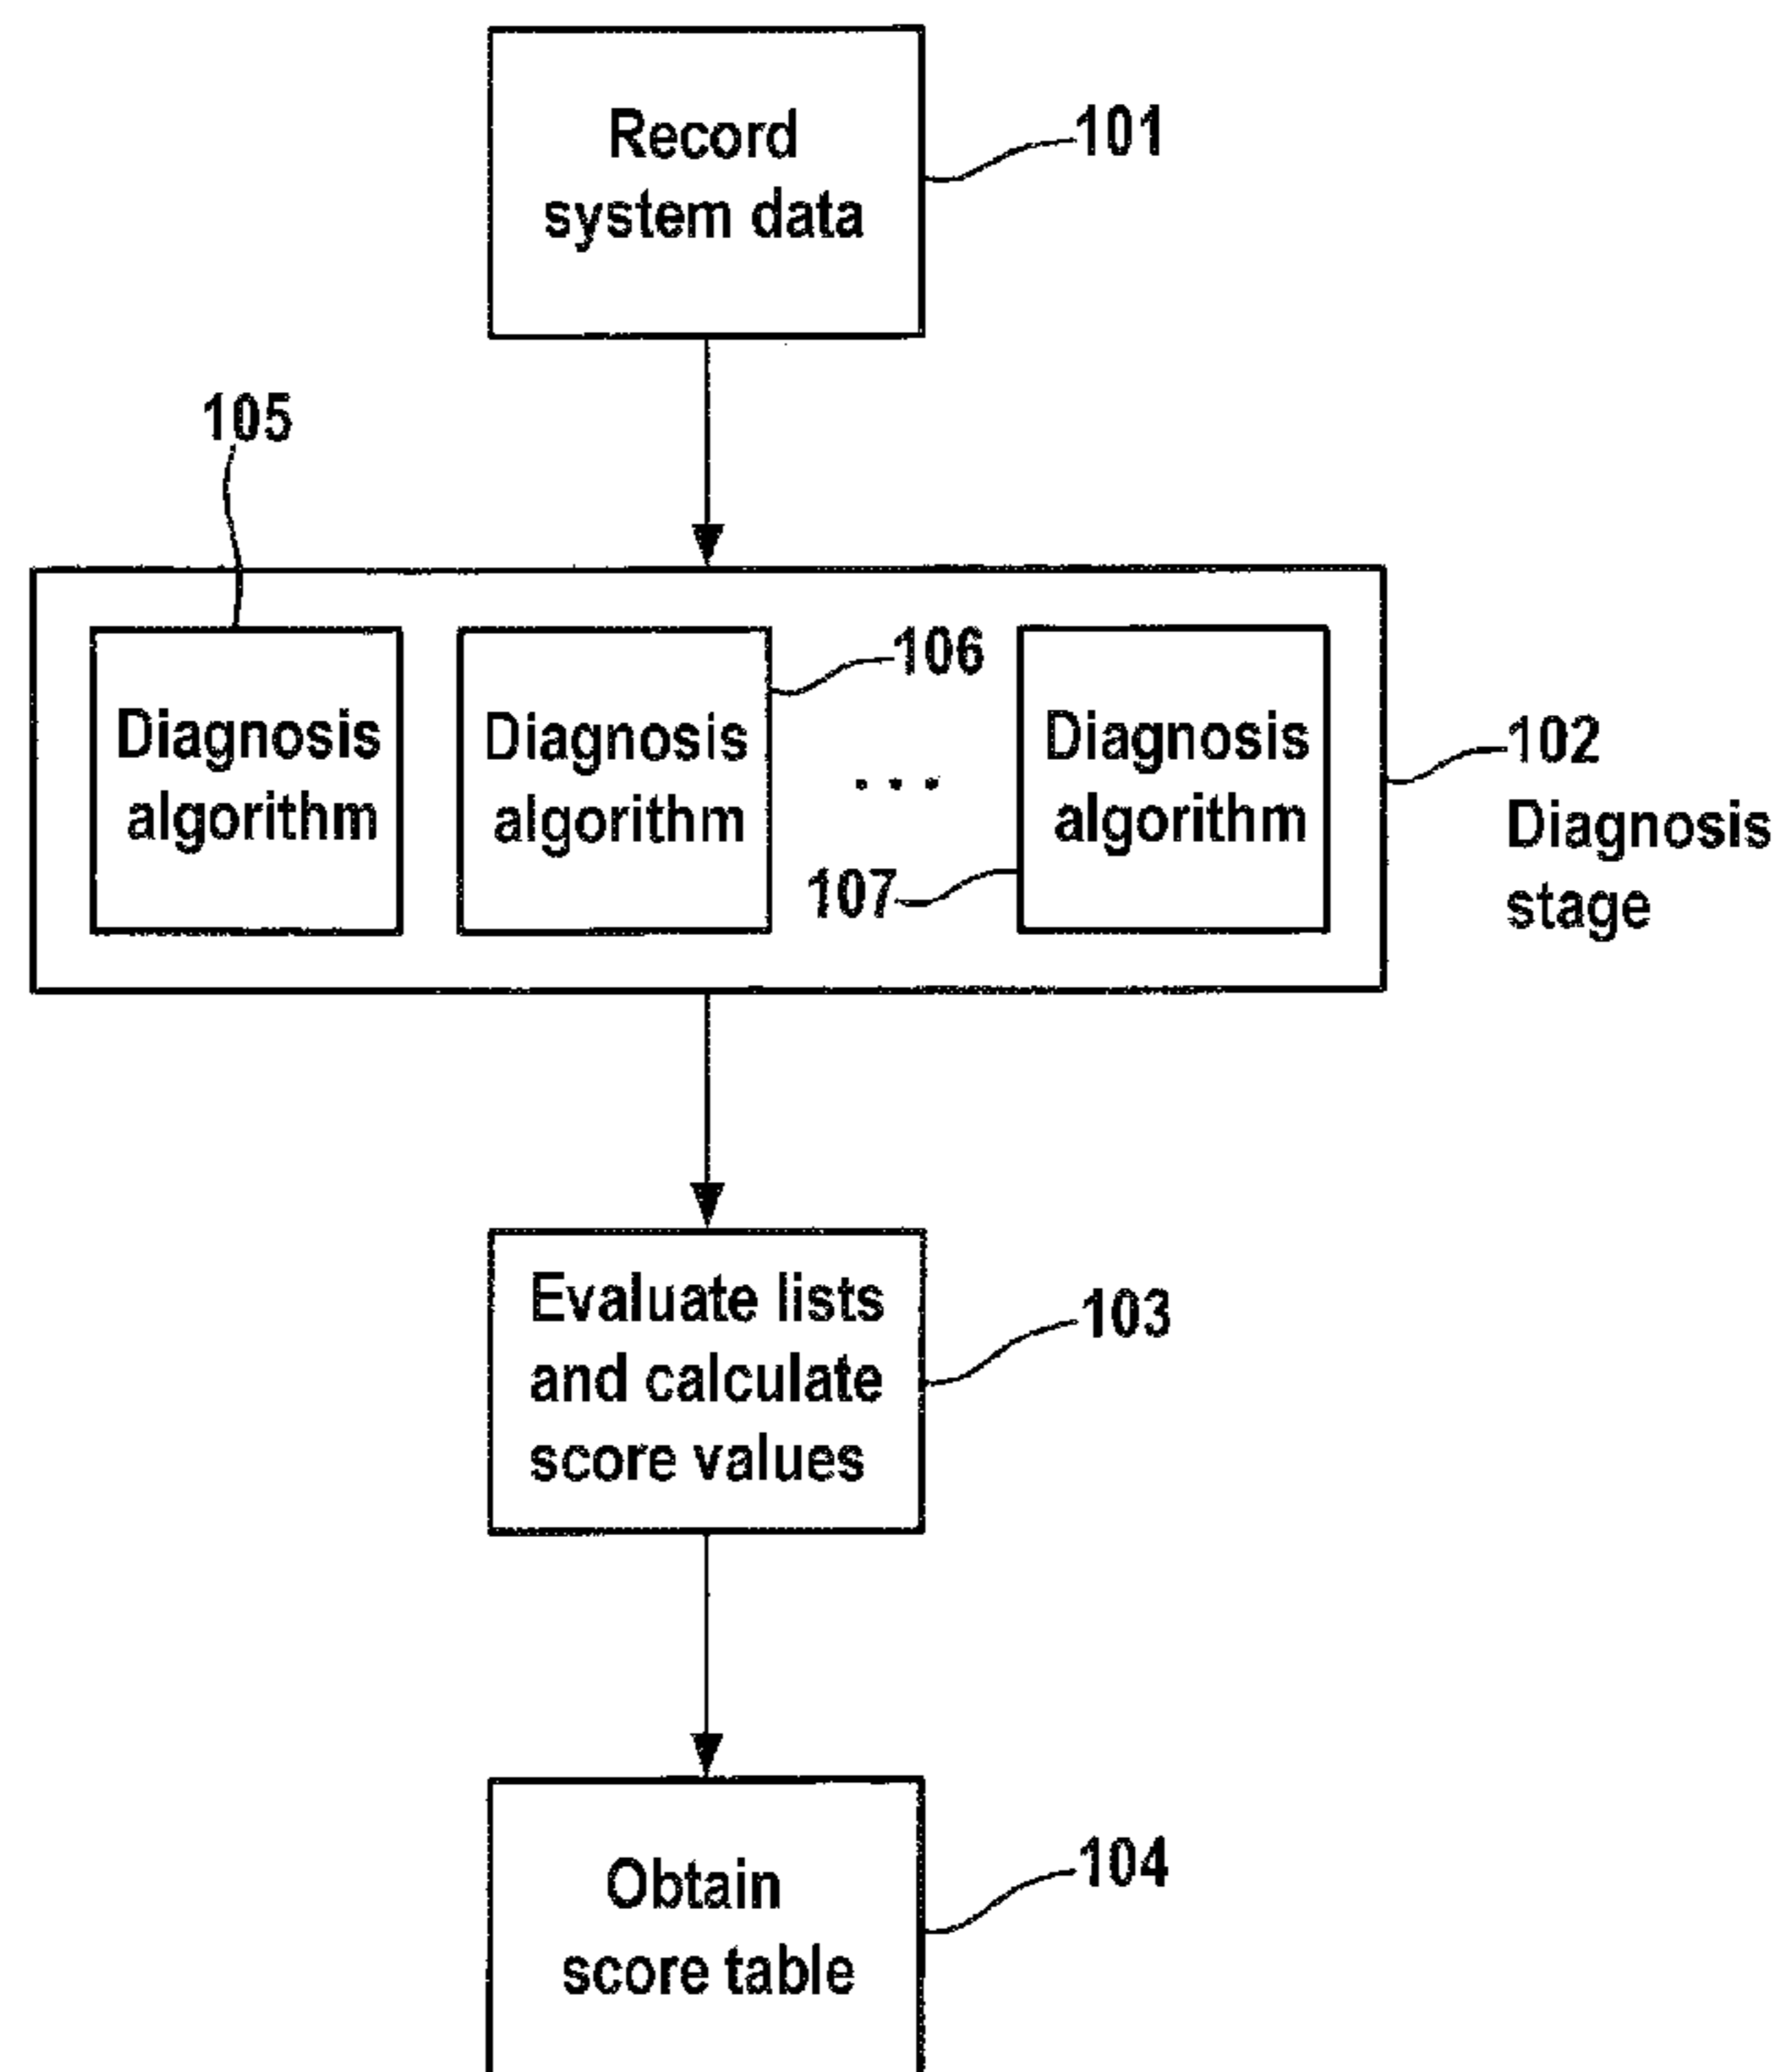 Record
system data
101
105
Diagnosis
algorithm
Diagnosis
algorithm
106
...
Diagnosis
algorithm
107
102
Diagnosis
stage
Evaluate lists
and calculate
score values
103
Obtain
score table
104